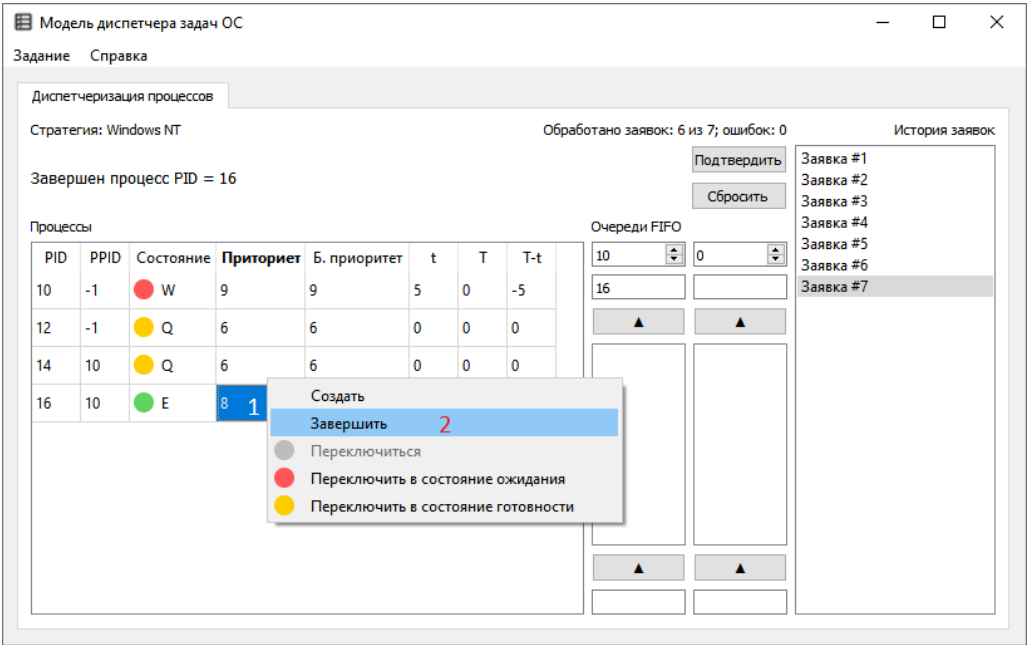 Модель диспетчера задач ОС
Задание Справка
Диспетчеризация процессов
Стратегия: Windows NT
Обработано заявок: 6 из 7; ошибок: 0
История заявок
Завершен процесс PID = 16
Подтвердить
Сбросить
Заявка #1
Заявка #2
Заявка #3
Заявка #4
Заявка #5
Заявка #6
Заявка #7
Процессы
Очереди FIFO
PID PPID Состояние Приториет Б. приоритет t T T-t
10 -1 W 9 9 5 0 -5
12 -1 Q 6 6 0 0 0
14 10 Q 6 6 0 0 0
16 10 E 8 1
10 0
16
▲ ▲
Создать
Завершить 2
Переключиться
Переключить в состояние ожидания
Переключить в состояние готовности
▲ ▲